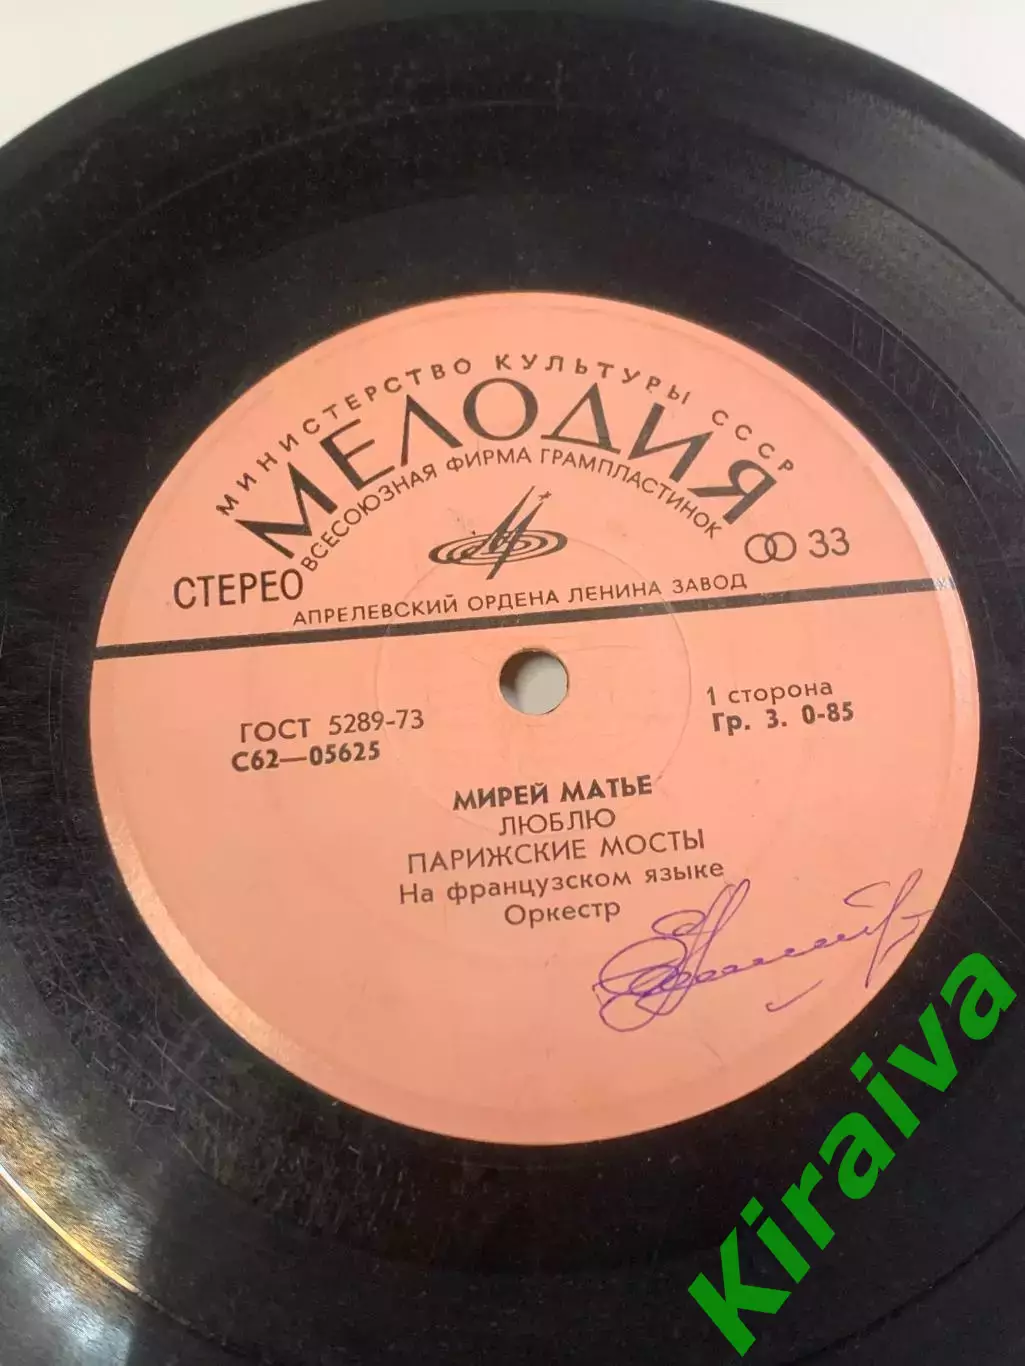 МИНИСТЕРСТВО КУЛЬТУРЫ СССР
МЕЛОДИЯ
ВСЕСОЮЗНАЯ ФИРМА ГРАМПЛАСТИНОК
СТЕРЕО
33
АПРЕЛЕВСКИЙ ОРДЕНА ЛЕНИНА ЗАВОД
ГОСТ 5289-73
С62—05625
1 сторона
Гр. 3. 0-85
МИРЕЙ МАТЬЕ
ЛЮБЛЮ
ПАРИЖСКИЕ МОСТЫ
На французском языке
Оркестр
Kiraiva